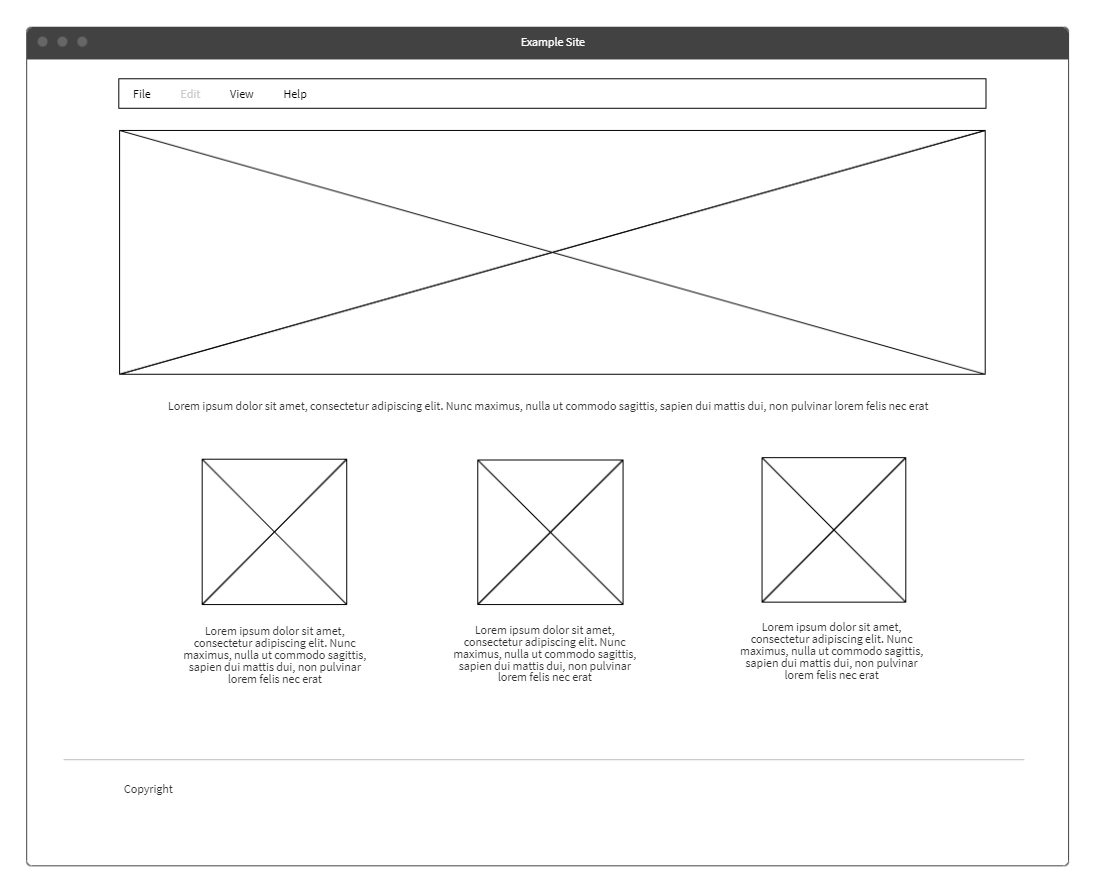 Example Site
File Edit View Help
Lorem ipsum dolor sit amet, consectetur adipiscing elit. Nunc maximus, nulla ut commodo sagittis, sapien dui mattis dui, non pulvinar lorem felis nec erat
Lorem ipsum dolor sit amet,
consectetur adipiscing elit. Nunc
maximus, nulla ut commodo sagittis,
sapien dui mattis dui, non pulvinar
lorem felis nec erat
Lorem ipsum dolor sit amet,
consectetur adipiscing elit. Nunc
maximus, nulla ut commodo sagittis,
sapien dui mattis dui, non pulvinar
lorem felis nec erat
Lorem ipsum dolor sit amet,
consectetur adipiscing elit. Nunc
maximus, nulla ut commodo sagittis,
sapien dui mattis dui, non pulvinar
lorem felis nec erat
Copyright